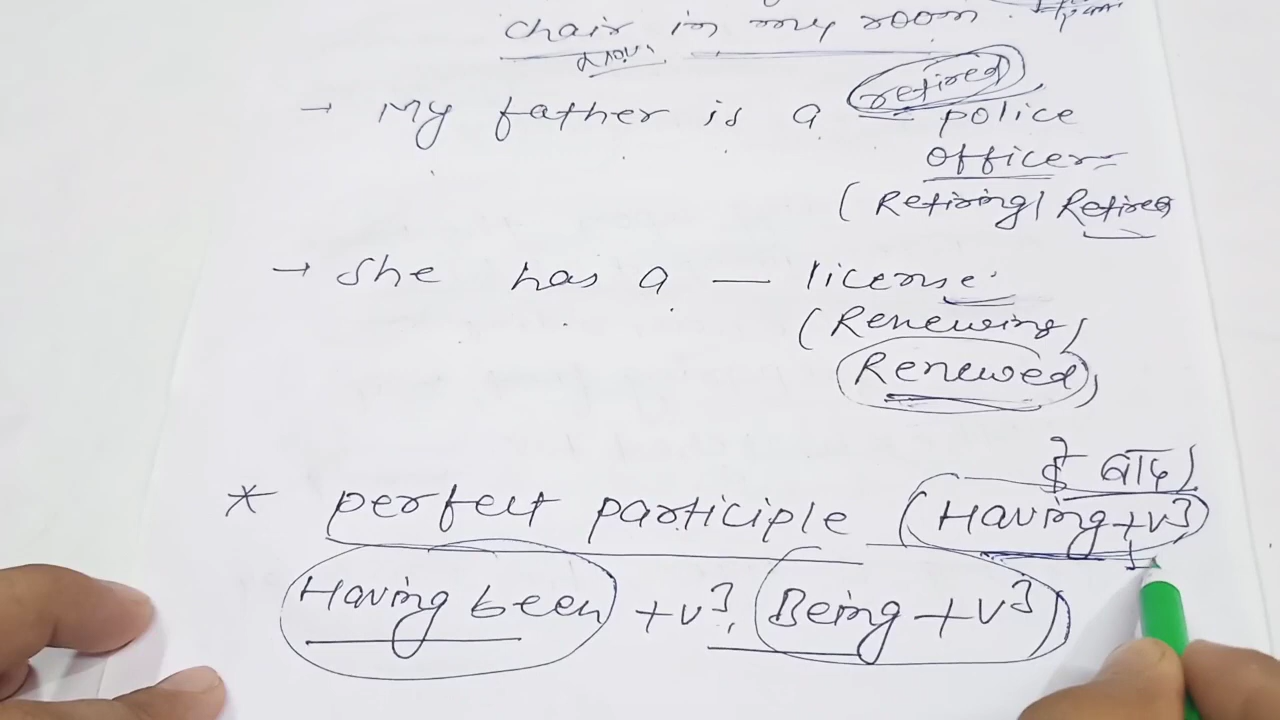 chair in my room.
noun.
retired
→ My father is a police
officer
(Retiring/Retired
→ She has a — license.
(Renewing/
Renewed)
के बाद)
* perfect participle (Having+v3
Having been +v3, Being+v3)